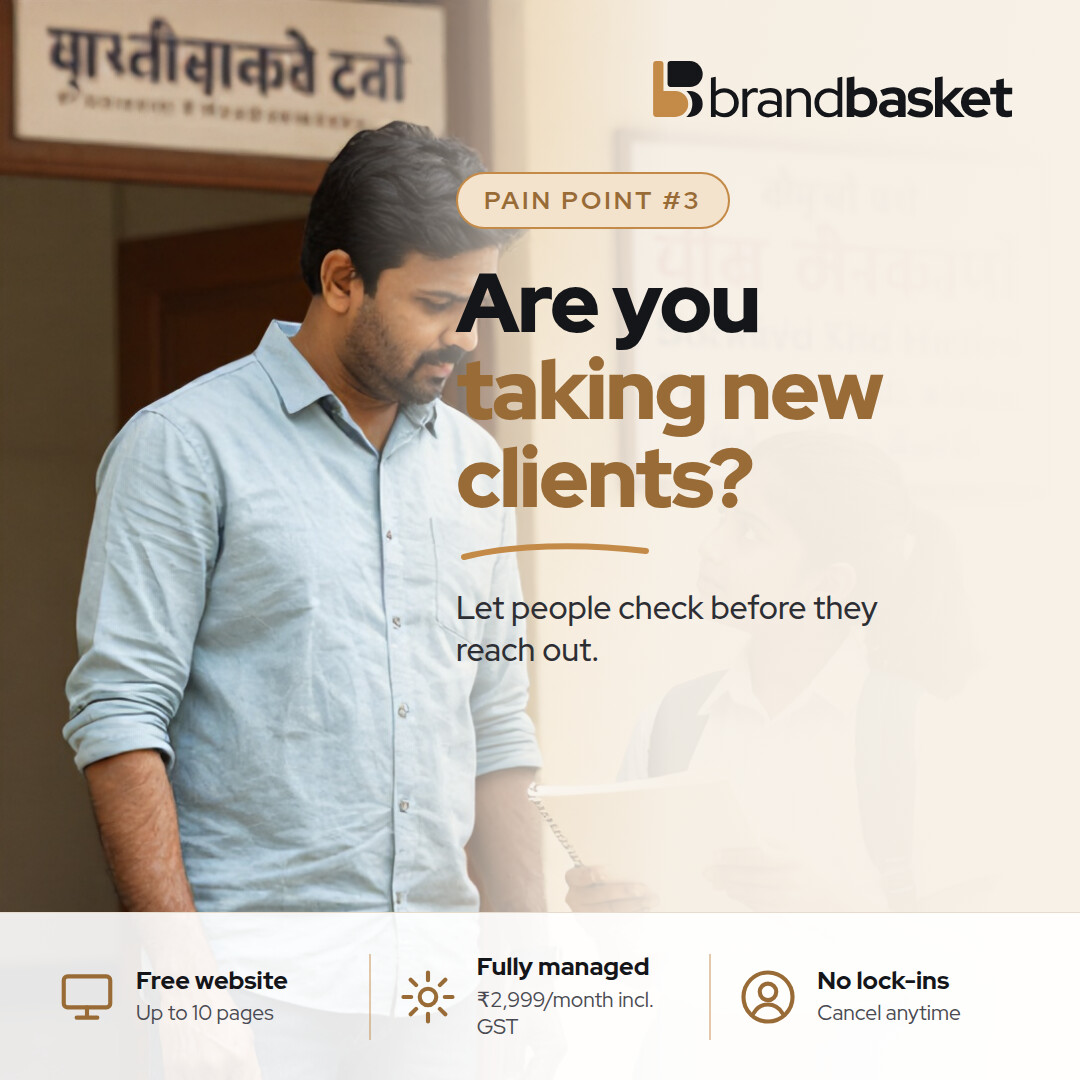 brandbasket
PAIN POINT #3
Are you
taking new
clients?
Let people check before they
reach out.
Free website
Up to 10 pages
Fully managed
₹2,999/month incl.
GST
No lock-ins
Cancel anytime